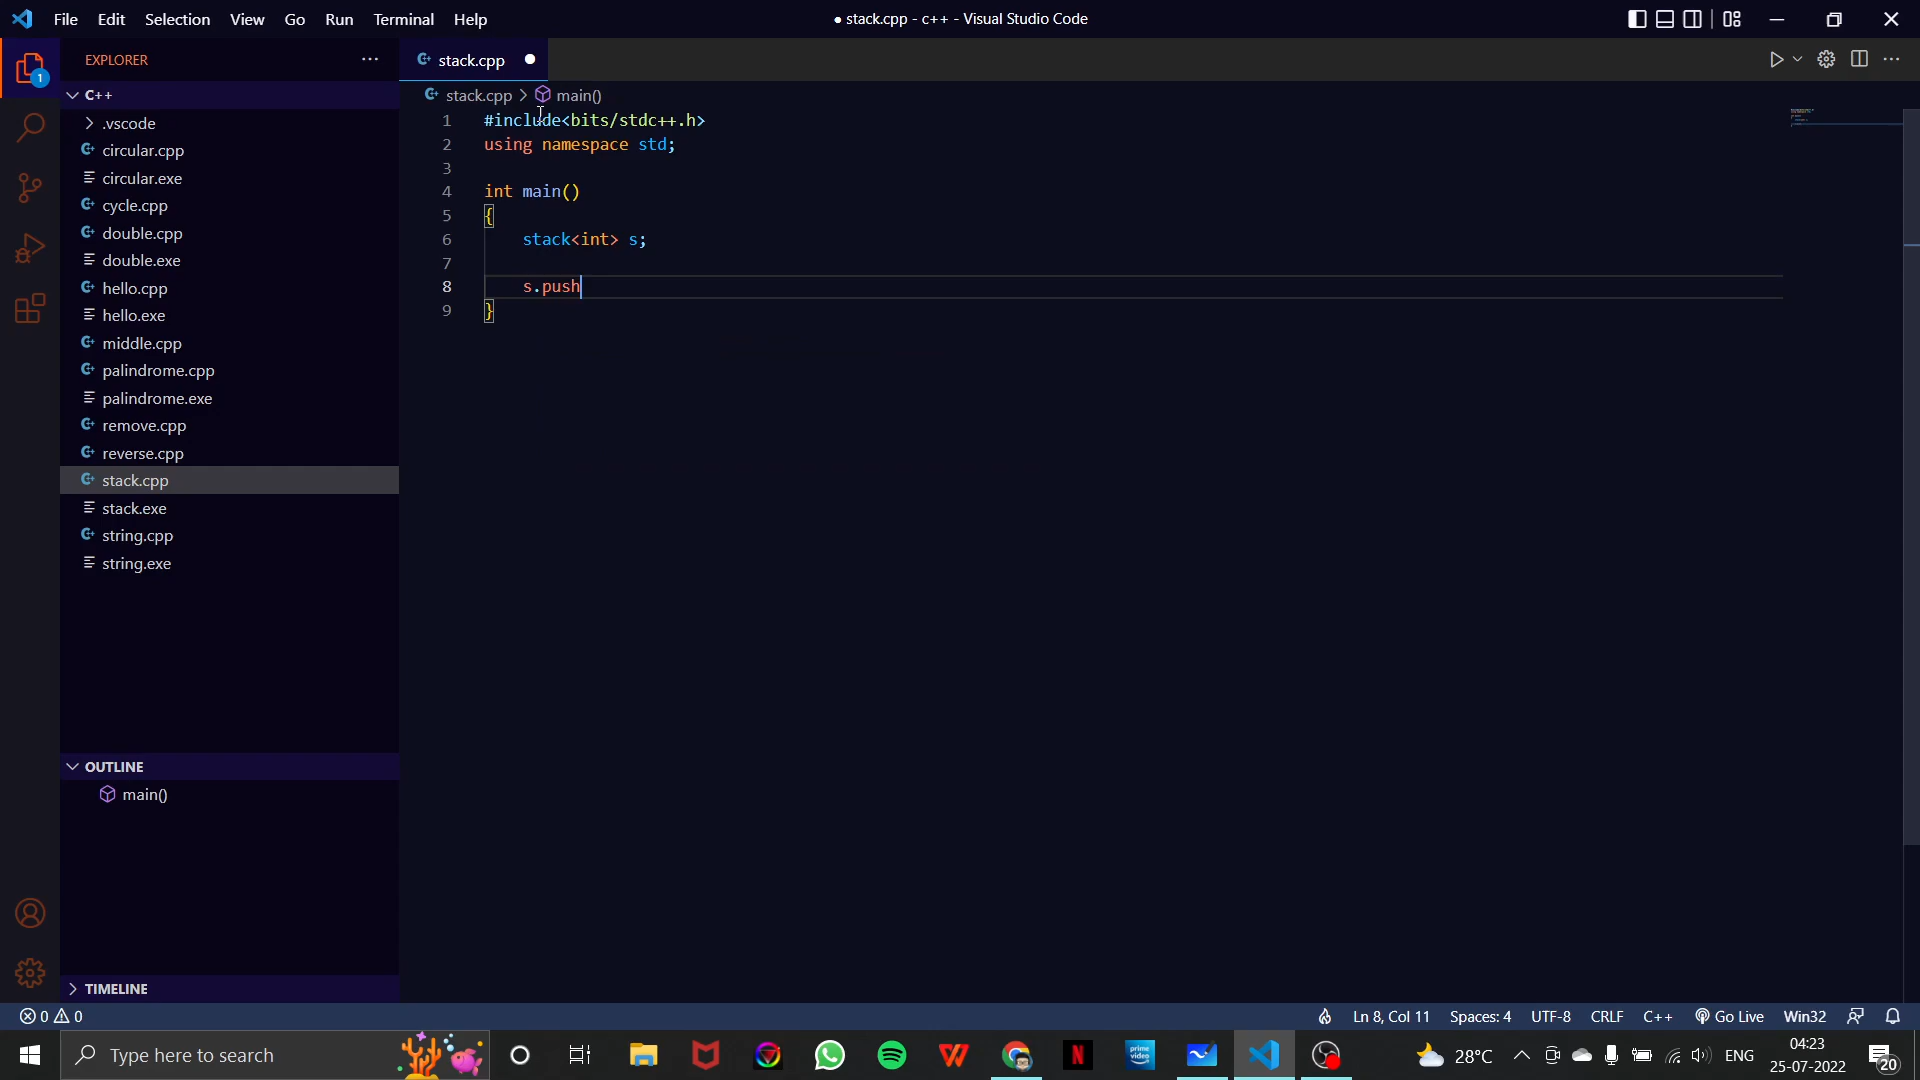 File Edit Selection View Go Run Terminal Help
● stack.cpp - c++ - Visual Studio Code
EXPLORER
stack.cpp
C++
stack.cpp > main()
.vscode
circular.cpp
circular.exe
cycle.cpp
double.cpp
double.exe
hello.cpp
hello.exe
middle.cpp
palindrome.cpp
palindrome.exe
remove.cpp
reverse.cpp
stack.cpp
stack.exe
string.cpp
string.exe
1 #include<bits/stdc++.h>
2 using namespace std;
3
4 int main()
5 {
6 stack<int> s;
7
8 s.push
9 }
OUTLINE
main()
TIMELINE
1
0 0
Ln 8, Col 11 Spaces: 4 UTF-8 CRLF C++ Go Live Win32
Type here to search
prime video
28°C
ENG
04:23
25-07-2022
20